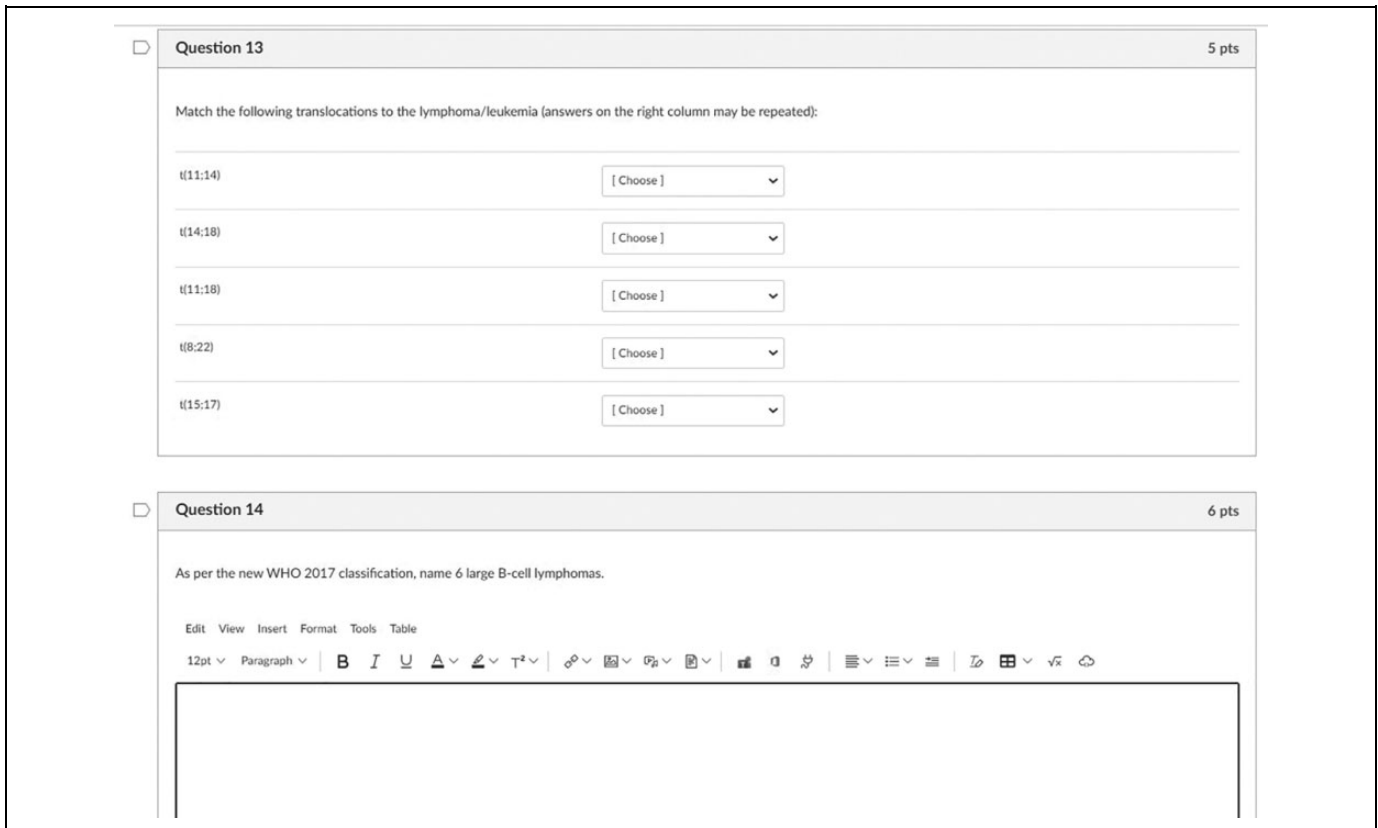 Question 13 5 pts
Match the following translocations to the lymphoma/leukemia (answers on the right column may be repeated):
t(11;14) [ Choose ]
t(14;18) [ Choose ]
t(11;18) [ Choose ]
t(8;22) [ Choose ]
t(15;17) [ Choose ]
Question 14 6 pts
As per the new WHO 2017 classification, name 6 large B-cell lymphomas.
Edit View Insert Format Tools Table
12pt Paragraph B I U A T² √x